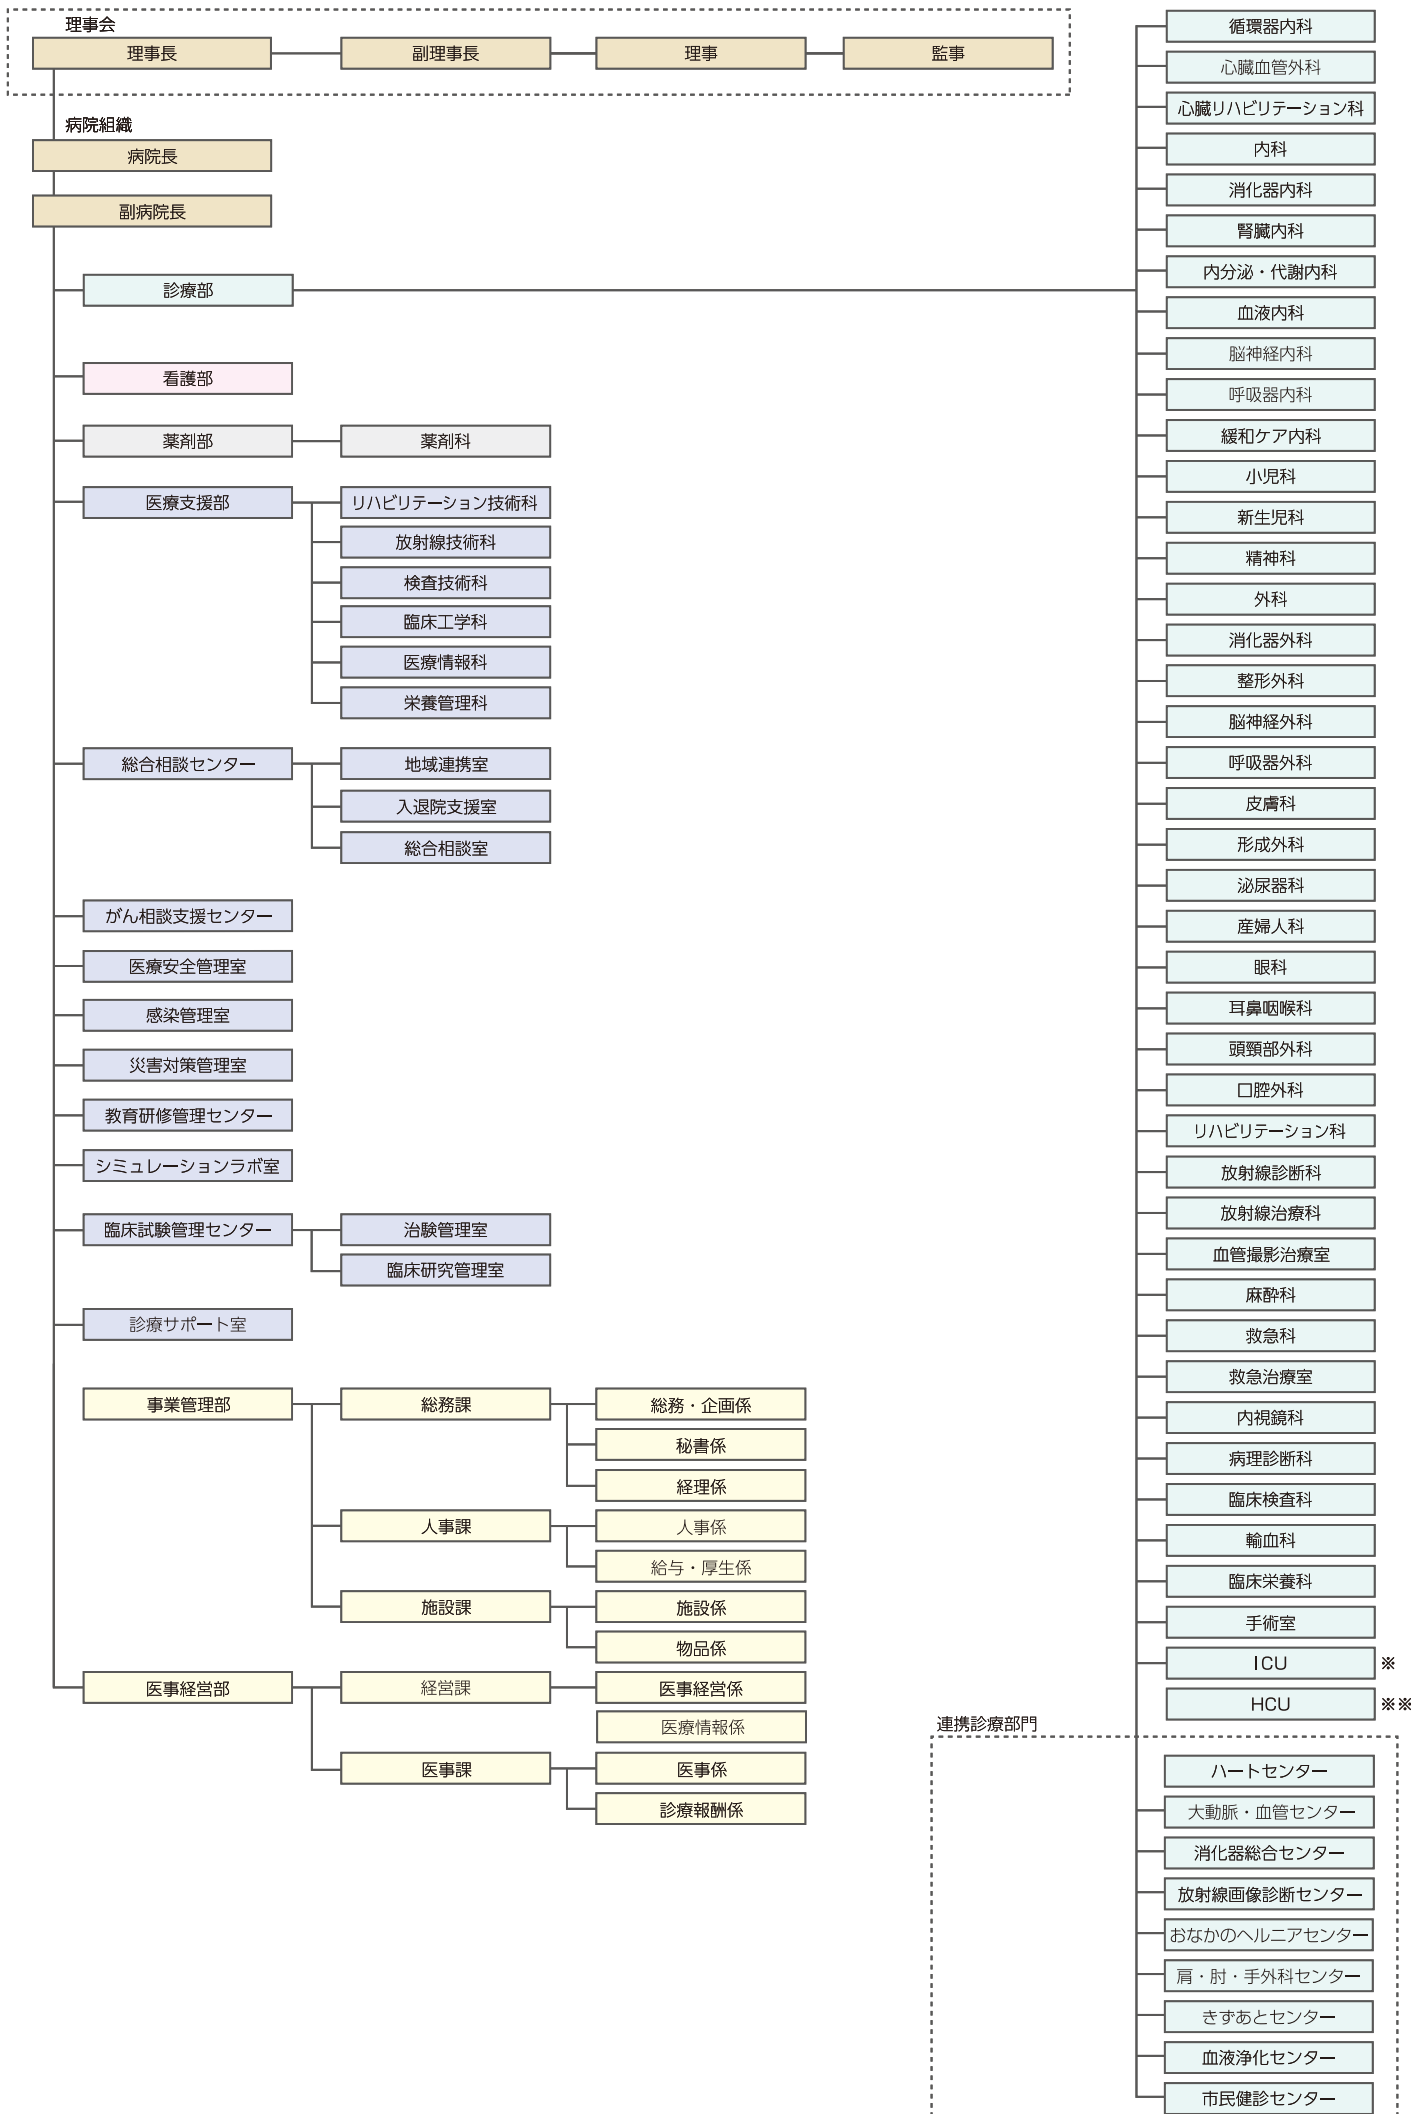 理事会
理事長
副理事長
理事
監事
病院組織
病院長
副病院長
診療部
看護部
薬剤部
薬剤科
医療支援部
リハビリテーション技術科
放射線技術科
検査技術科
臨床工学科
医療情報科
栄養管理科
総合相談センター
地域連携室
入退院支援室
総合相談室
がん相談支援センター
医療安全管理室
感染管理室
災害対策管理室
教育研修管理センター
シミュレーションラボ室
臨床試験管理センター
治験管理室
臨床研究管理室
診療サポート室
事業管理部
総務課
総務・企画係
秘書係
経理係
人事課
人事係
給与・厚生係
施設課
施設係
物品係
医事経営部
経営課
医事経営係
医療情報係
医事課
医事係
診療報酬係
循環器内科
心臓血管外科
心臓リハビリテーション科
内科
消化器内科
腎臓内科
内分泌・代謝内科
血液内科
脳神経内科
呼吸器内科
緩和ケア内科
小児科
新生児科
精神科
外科
消化器外科
整形外科
脳神経外科
呼吸器外科
皮膚科
形成外科
泌尿器科
産婦人科
眼科
耳鼻咽喉科
頭頸部外科
口腔外科
リハビリテーション科
放射線診断科
放射線治療科
血管撮影治療室
麻酔科
救急科
救急治療室
内視鏡科
病理診断科
臨床検査科
輸血科
臨床栄養科
手術室
ICU ※
HCU ※※
連携診療部門
ハートセンター
大動脈・血管センター
消化器総合センター
放射線画像診断センター
おなかのヘルニアセンター
肩・肘・手外科センター
きずあとセンター
血液浄化センター
市民健診センター